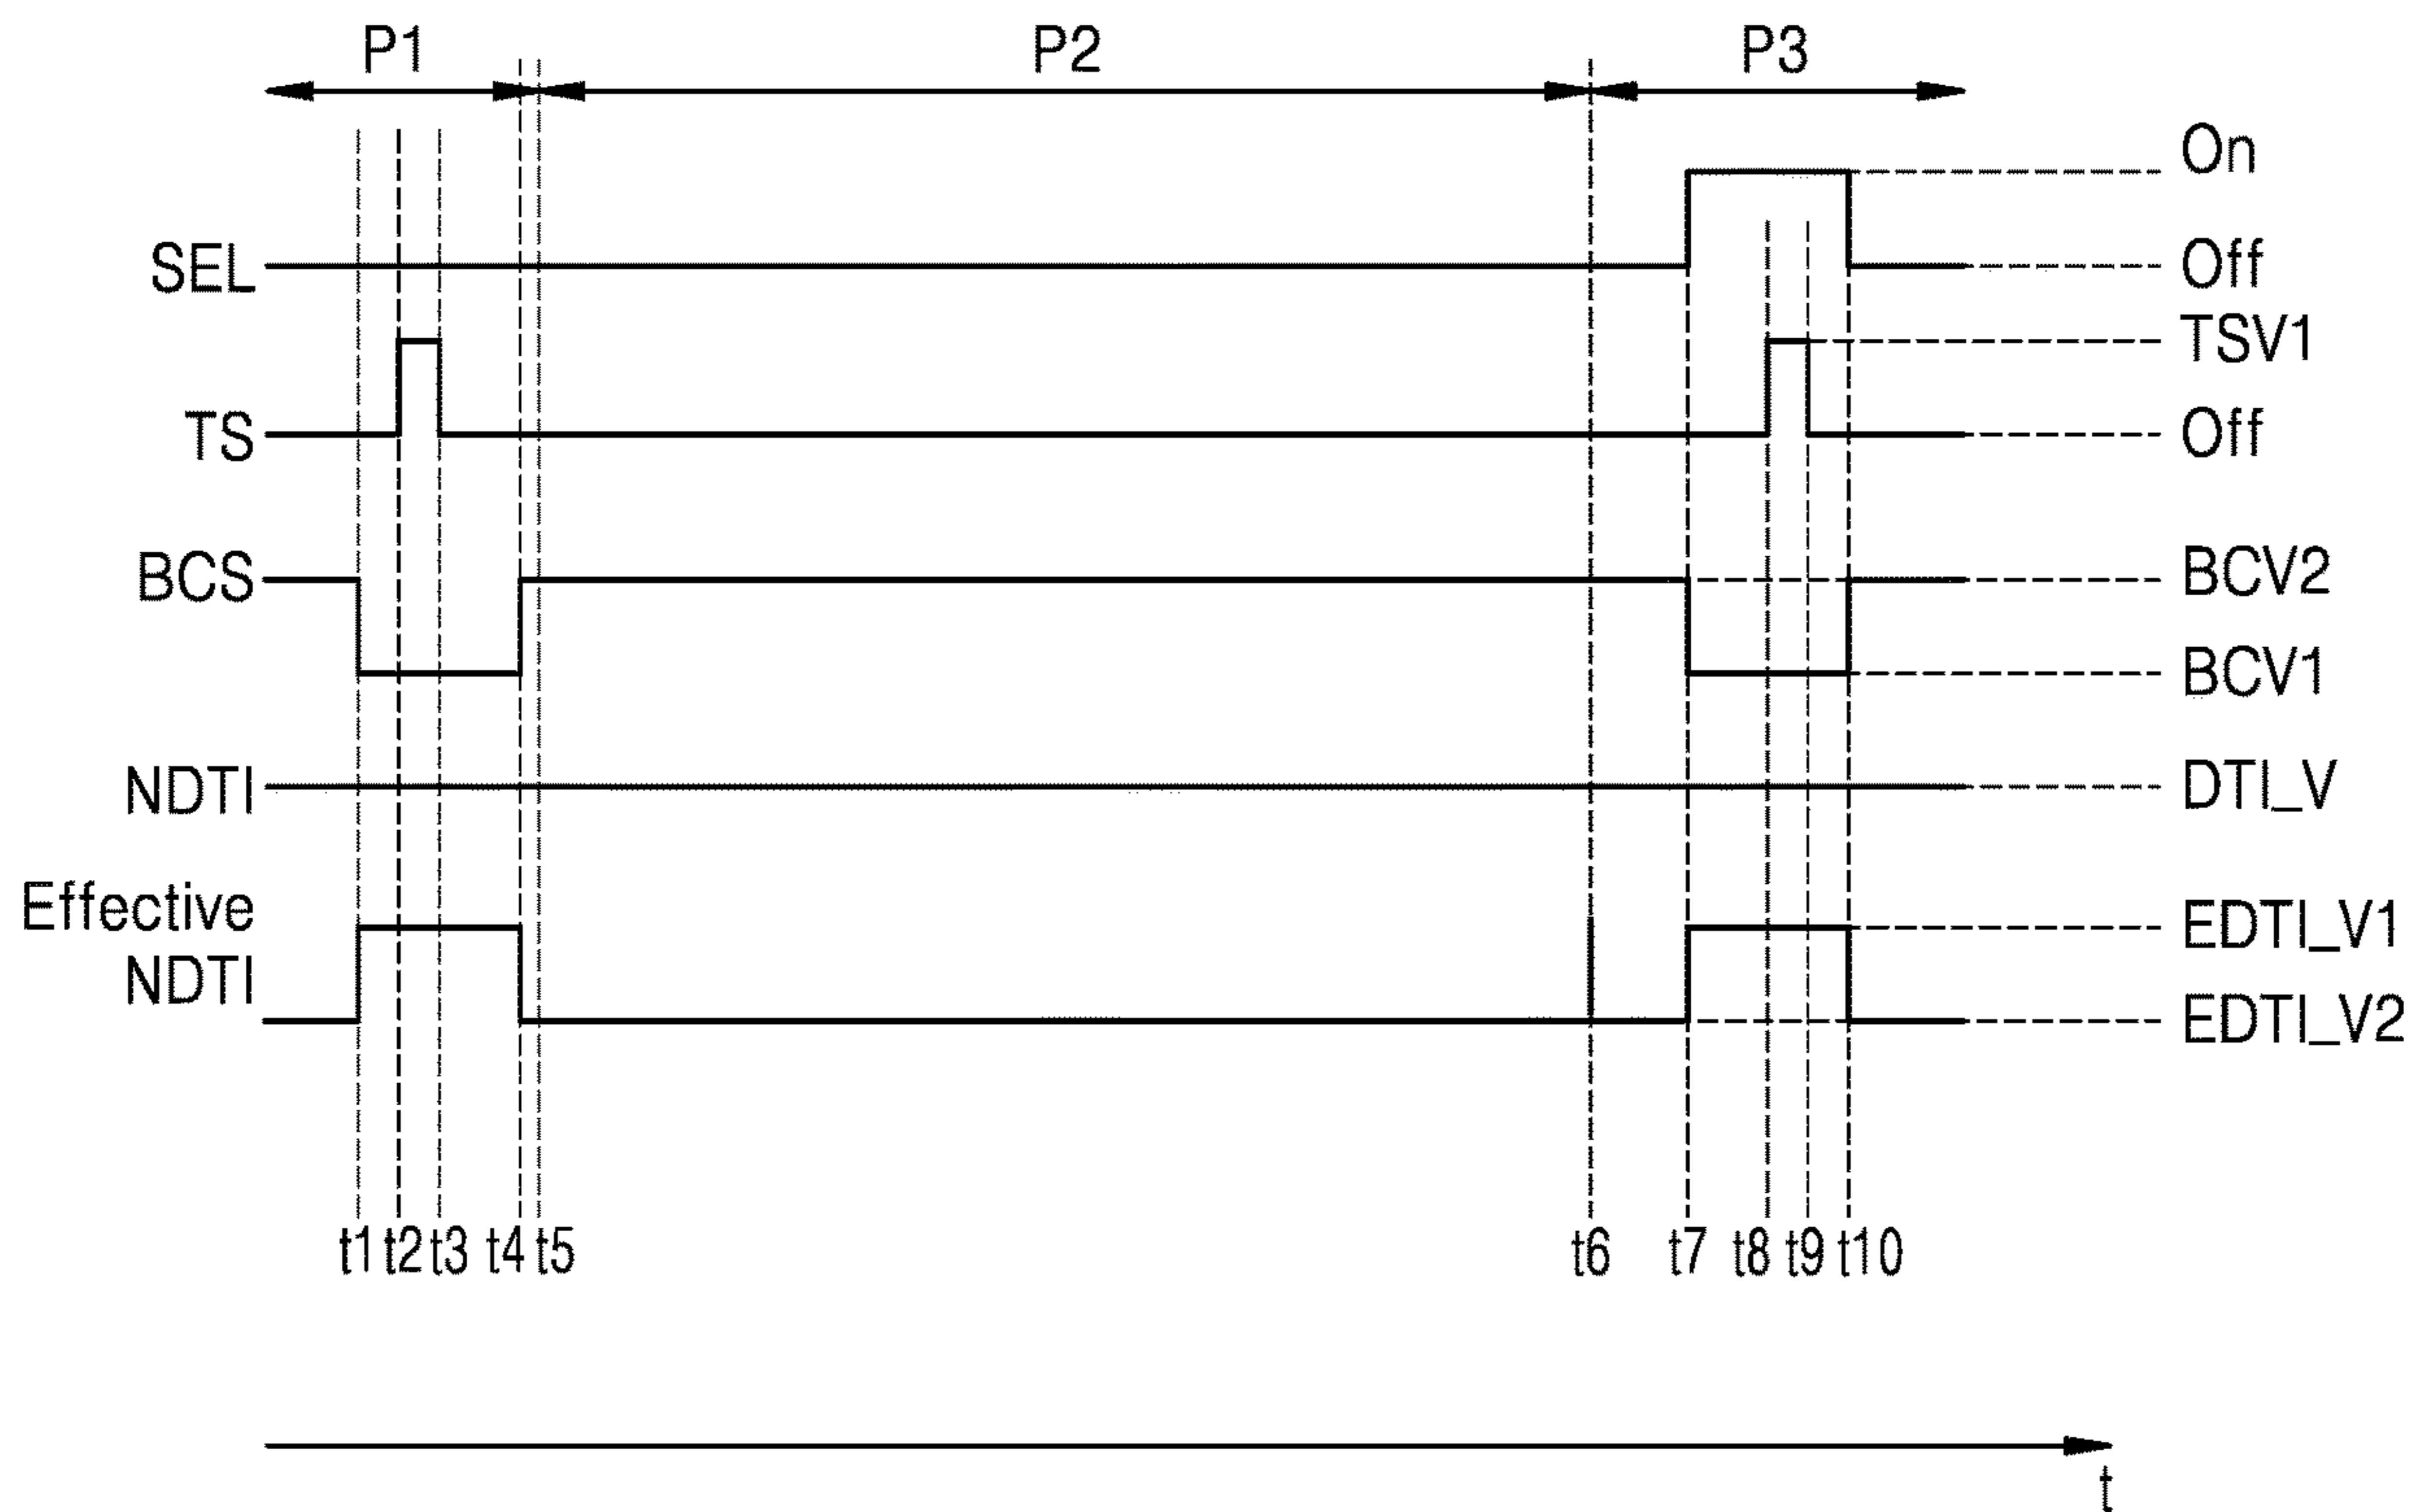 P1 P2 P3
On
SEL Off
TSV1
TS Off
BCS BCV2
BCV1
NDTI DTI_V
Effective NDTI EDTI_V1
EDTI_V2
t1 t2 t3 t4 t5 t6 t7 t8 t9 t10
t